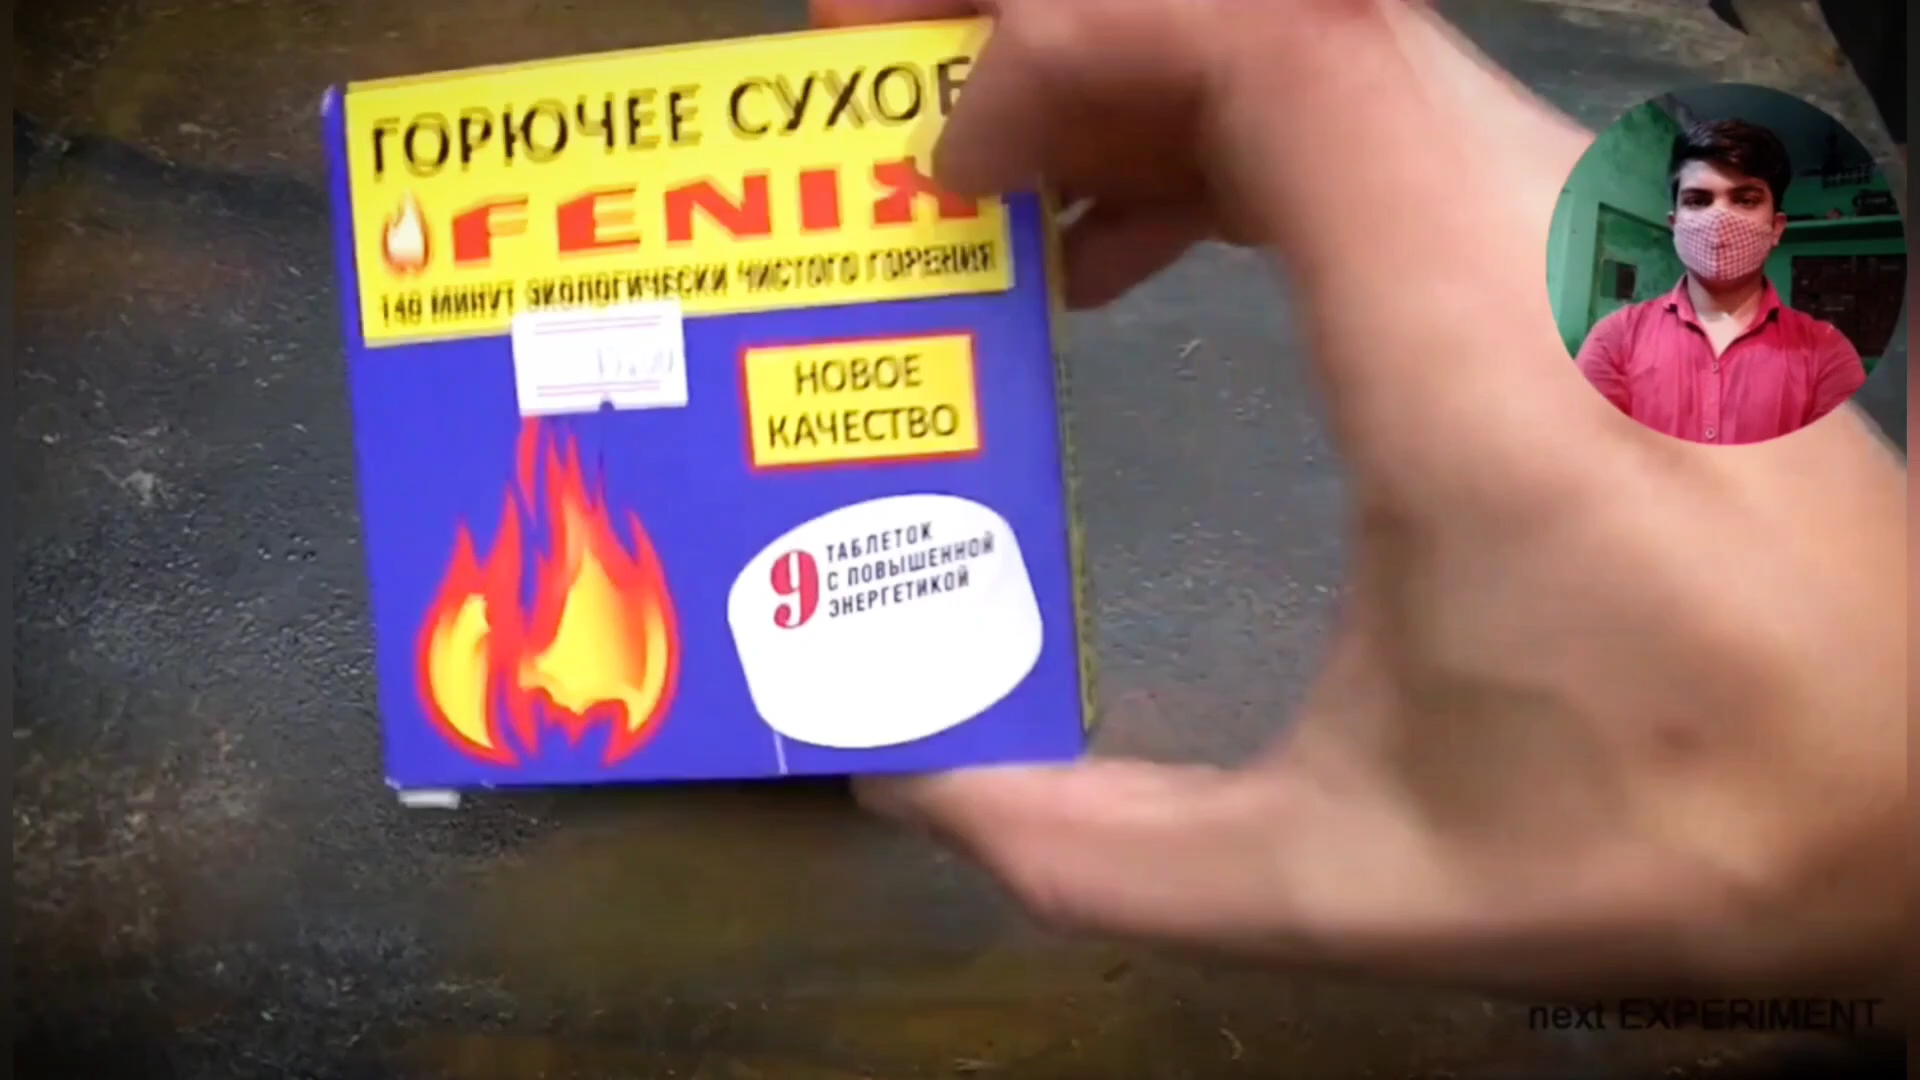 ГОРЮЧЕЕ СУХОЕ
FENIX
140 МИНУТ ЭКОЛОГИЧЕСКИ ЧИСТОГО ГОРЕНИЯ
НОВОЕ
КАЧЕСТВО
9 ТАБЛЕТОК
С ПОВЫШЕННОЙ
ЭНЕРГЕТИКОЙ
next EXPERIMENT